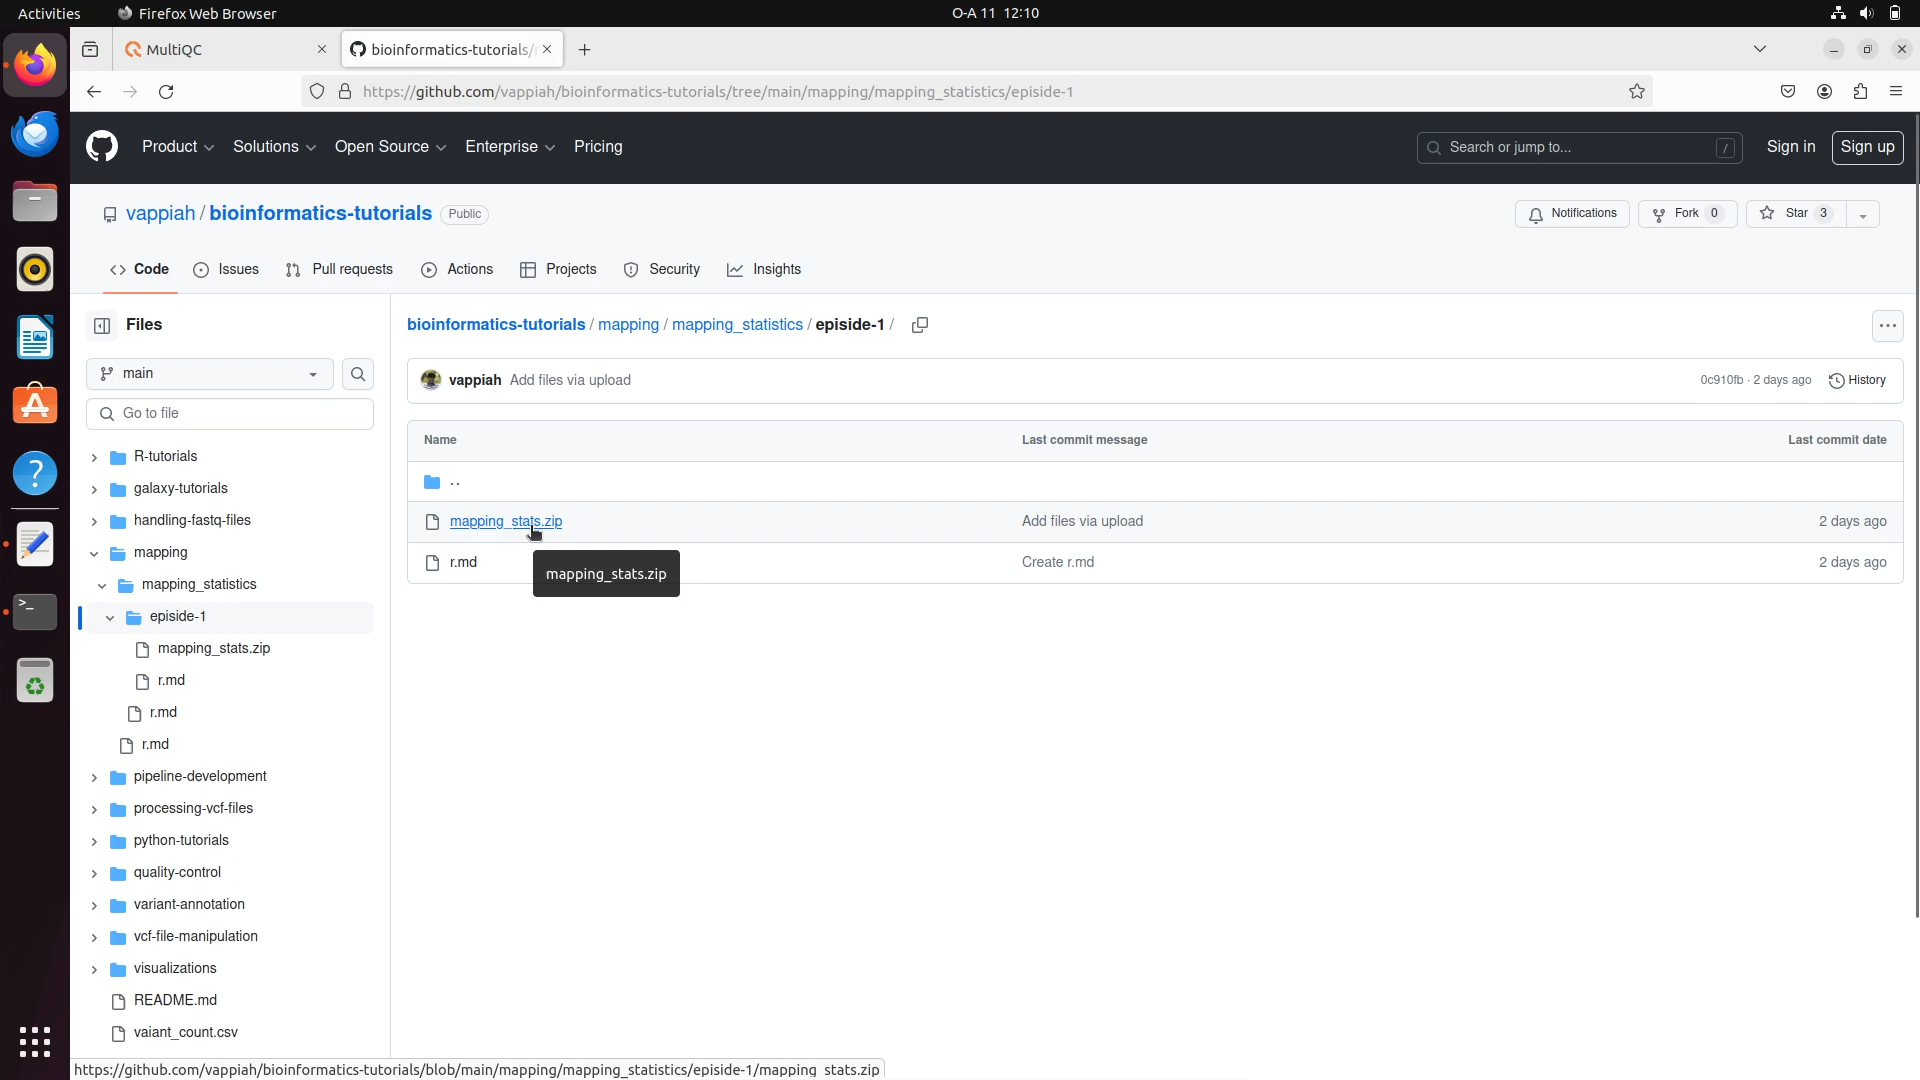 Activities Firefox Web Browser O-A 11 12:10
MultiQC
bioinformatics-tutorials/
https://github.com/vappiah/bioinformatics-tutorials/tree/main/mapping/mapping_statistics/episide-1
Product Solutions Open Source Enterprise Pricing Search or jump to... / Sign in Sign up
vappiah / bioinformatics-tutorials Public Notifications Fork 0 Star 3
Code Issues Pull requests Actions Projects Security Insights
Files
main
Go to file
R-tutorials
galaxy-tutorials
handling-fastq-files
mapping
mapping_statistics
episide-1
mapping_stats.zip
r.md
r.md
r.md
pipeline-development
processing-vcf-files
python-tutorials
quality-control
variant-annotation
vcf-file-manipulation
visualizations
README.md
vaiant_count.csv
bioinformatics-tutorials / mapping / mapping_statistics / episide-1 /
vappiah Add files via upload 0c910fb · 2 days ago History
Name Last commit message Last commit date
..
mapping_stats.zip Add files via upload 2 days ago
r.md Create r.md 2 days ago
mapping_stats.zip
https://github.com/vappiah/bioinformatics-tutorials/blob/main/mapping/mapping_statistics/episide-1/mapping_stats.zip